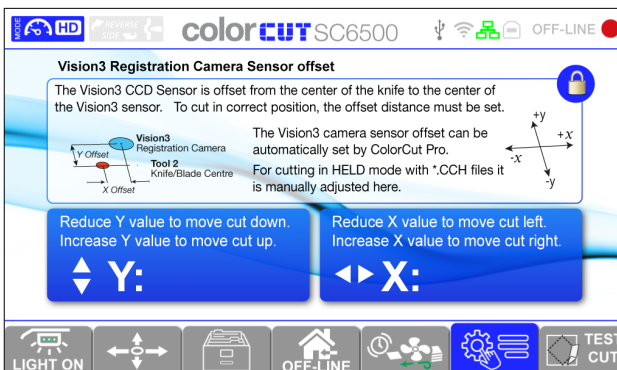 MODE
HD
REVERSE
SIDE
colorCUT SC6500
OFF-LINE
Vision3 Registration Camera Sensor offset
The Vision3 CCD Sensor is offset from the center of the knife to the center of
the Vision3 sensor. To cut in correct position, the offset distance must be set.
Vision3
Registration Camera
Y Offset
Tool 2
Knife/Blade Centre
X Offset
The Vision3 camera sensor offset can be
automatically set by ColorCut Pro.
For cutting in HELD mode with *.CCH files it
is manually adjusted here.
+y
+x
-x
-y
Reduce Y value to move cut down.
Increase Y value to move cut up.
Y:
Reduce X value to move cut left.
Increase X value to move cut right.
X:
LIGHT ON
OFF-LINE
TEST
CUT